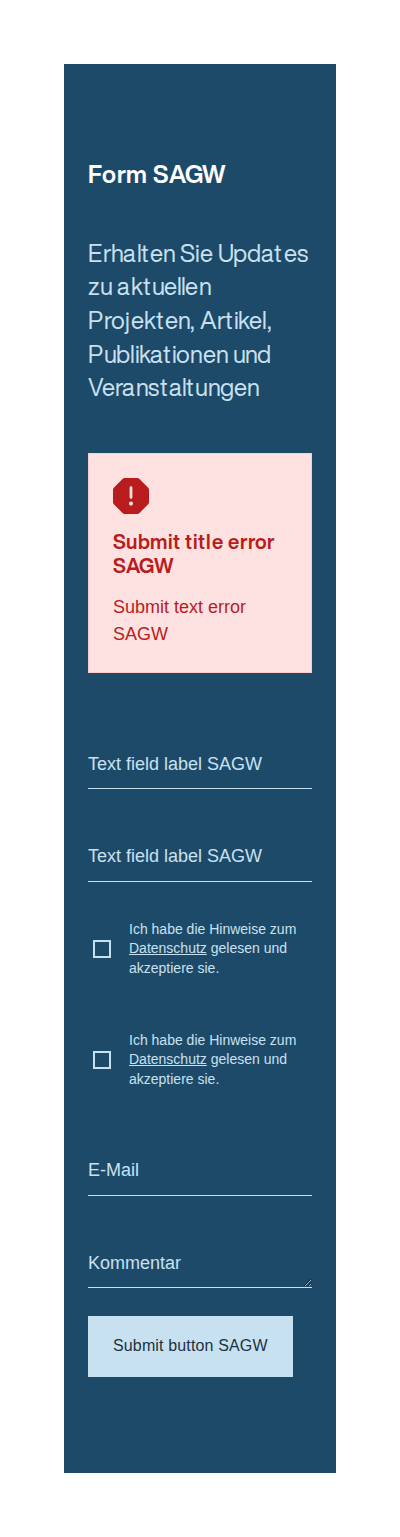 Form SAGW
Erhalten Sie Updates
zu aktuellen
Projekten, Artikel,
Publikationen und
Veranstaltungen
Submit title error
SAGW
Submit text error
SAGW
Text field label SAGW
Text field label SAGW
Ich habe die Hinweise zum
Datenschutz gelesen und
akzeptiere sie.
Ich habe die Hinweise zum
Datenschutz gelesen und
akzeptiere sie.
E-Mail
Kommentar
Submit button SAGW